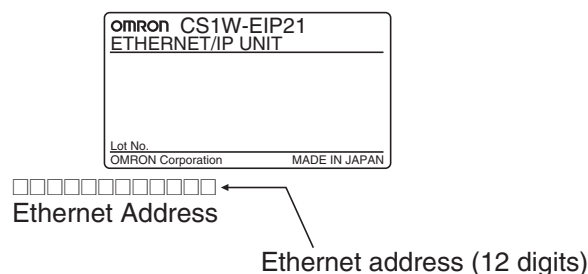 OMRON CS1W-EIP21
ETHERNET/IP UNIT
Lot No.
OMRON Corporation MADE IN JAPAN
□□□□□□□□□□□□
Ethernet Address
Ethernet address (12 digits)